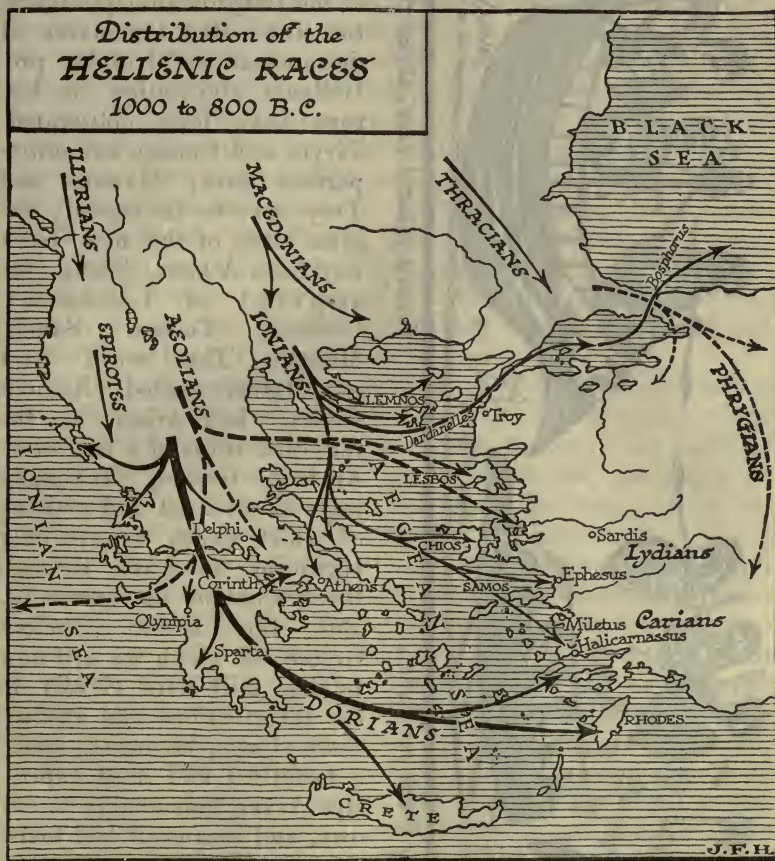 Distribution of the
HELLENIC RACES
1000 to 800 B.C.
BLACK
SEA
ILLYRIANS
MACEDONIANS
THRACIANS
Bosphorus
EPIROTES
AEOLIANS
IONIANS
LEMNOS
Dardanelles
Troy
PHRYGIANS
LESBOS
IONIAN SEA
AEGEAN SEA
Delphi
CHIOS
Sardis
Lydians
Corinth
Athens
SAMOS
Ephesus
Olympia
Miletus
Carians
Halicarnassus
Sparta
DORIANS
RHODES
CRETE
J.F.H.